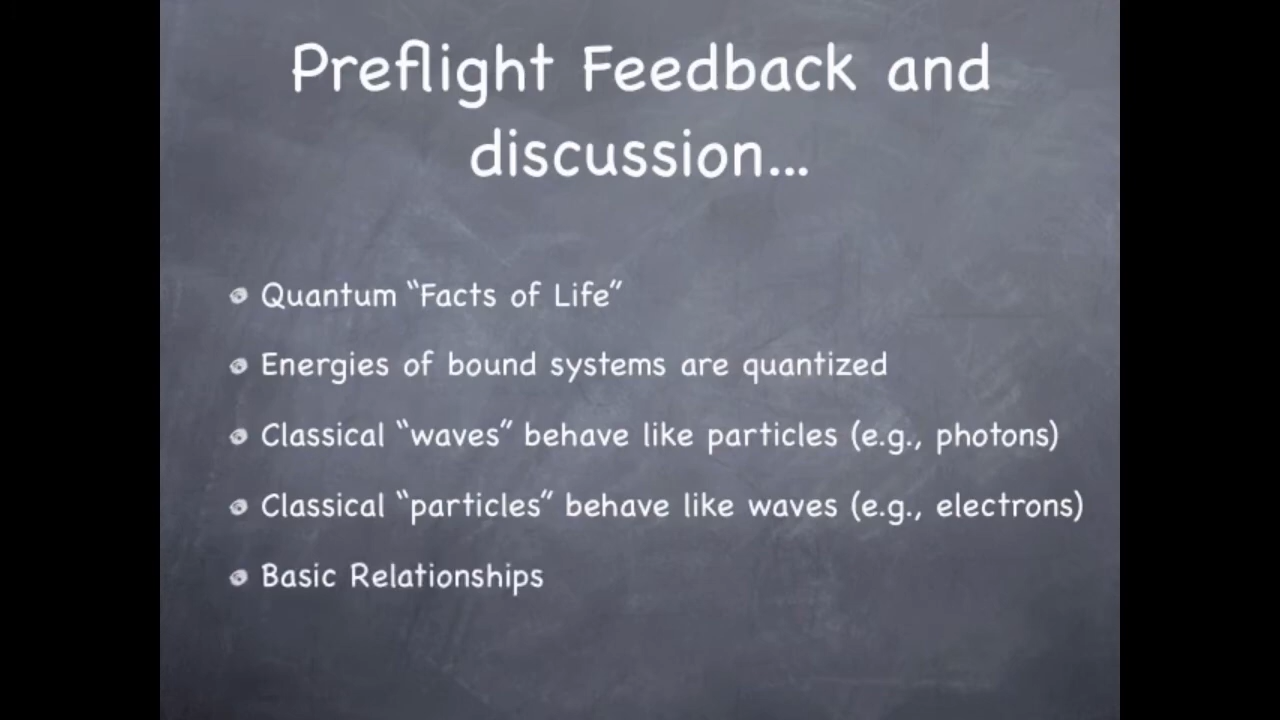 Preflight Feedback and
discussion...
Quantum “Facts of Life”
Energies of bound systems are quantized
Classical “waves” behave like particles (e.g., photons)
Classical “particles” behave like waves (e.g., electrons)
Basic Relationships